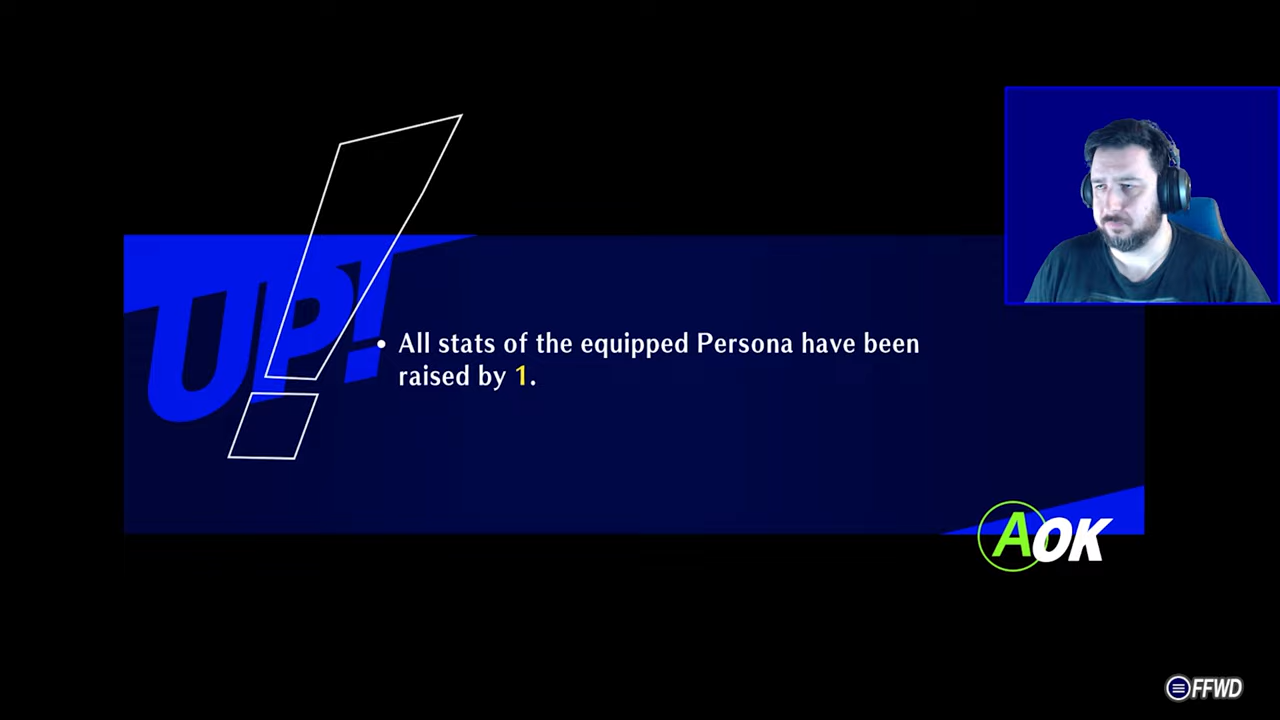 UP!
• All stats of the equipped Persona have been
raised by 1.
A OK
FFWD